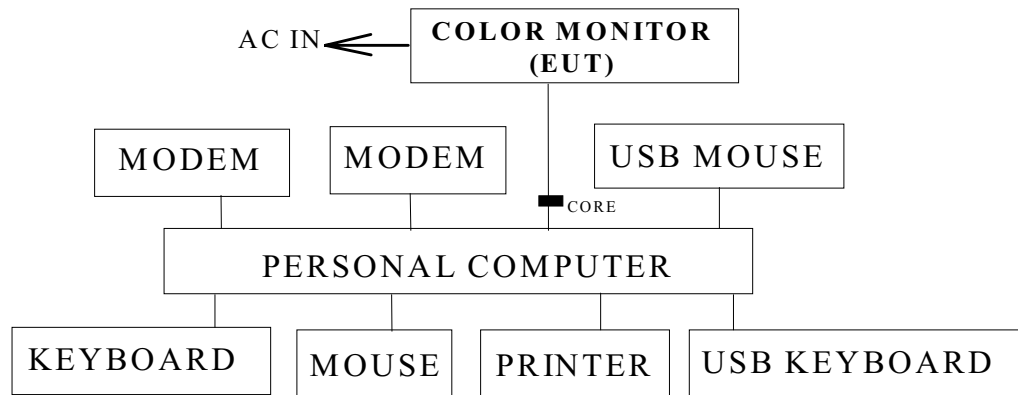 AC IN
COLOR MONITOR
(EUT)
MODEM
MODEM
USB MOUSE
CORE
PERSONAL COMPUTER
KEYBOARD
MOUSE
PRINTER
USB KEYBOARD